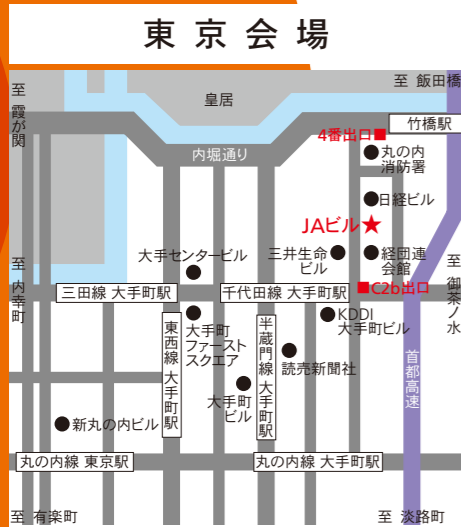 東京会場
至 飯田橋
至 霞が関
皇居
竹橋駅
4番出口■
内堀通り
丸の内
消防署
日経ビル
JAビル★
大手センタービル
三井生命
ビル
経団連
会館
至 内幸町
至 御茶ノ水
三田線 大手町駅
千代田線 大手町駅
■C2b出口
東西線 大手町駅
大手町
ファースト
スクエア
半蔵門線 大手町駅
KDDI
大手町ビル
読売新聞社
首都高速
大手町
ビル
新丸の内ビル
丸の内線 東京駅
丸の内線 大手町駅
至 有楽町
至 淡路町